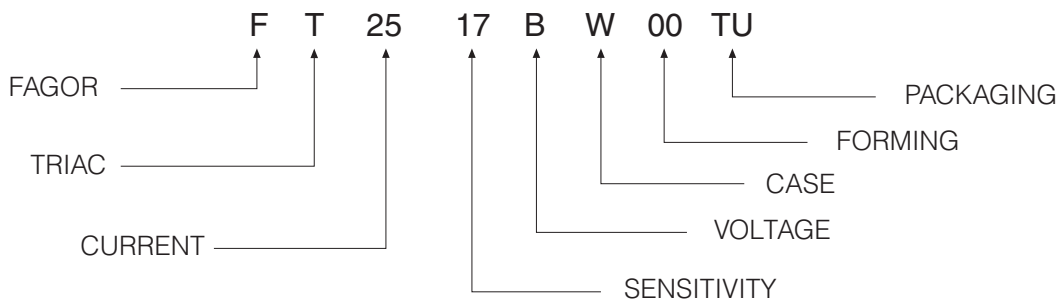 F T 25 17 B W 00 TU
FAGOR
PACKAGING
FORMING
TRIAC
CASE
VOLTAGE
CURRENT
SENSITIVITY